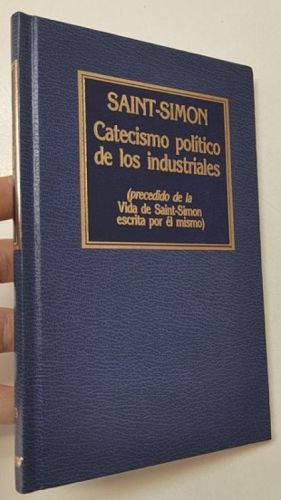 SAINT-SIMON
Catecismo político
de los industriales
(precedido de la
Vida de Saint-Simon
escrita por él mismo)